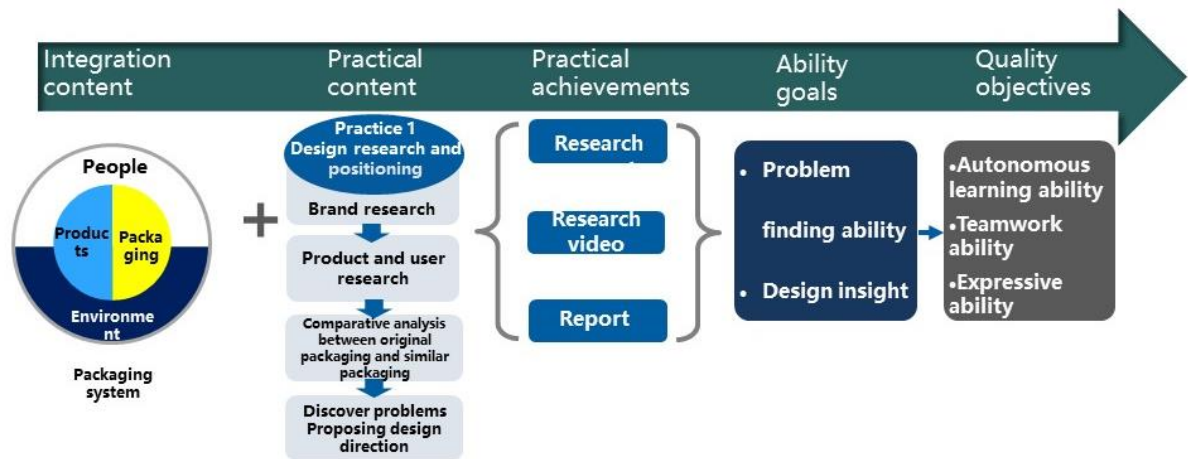 Integration
content
Practical
content
Practical
achievements
Ability
goals
Quality
objectives
People
Produc
ts
Packa
ging
Environme
nt
Packaging
system
Practice 1
Design research and
positioning
Brand research
Product and user
research
Comparative analysis
between original
packaging and similar
packaging
Discover problems
Proposing design
direction
Research
Research
video
Report
• Problem
finding ability
• Design insight
•Autonomous
learning ability
•Teamwork
ability
•Expressive
ability